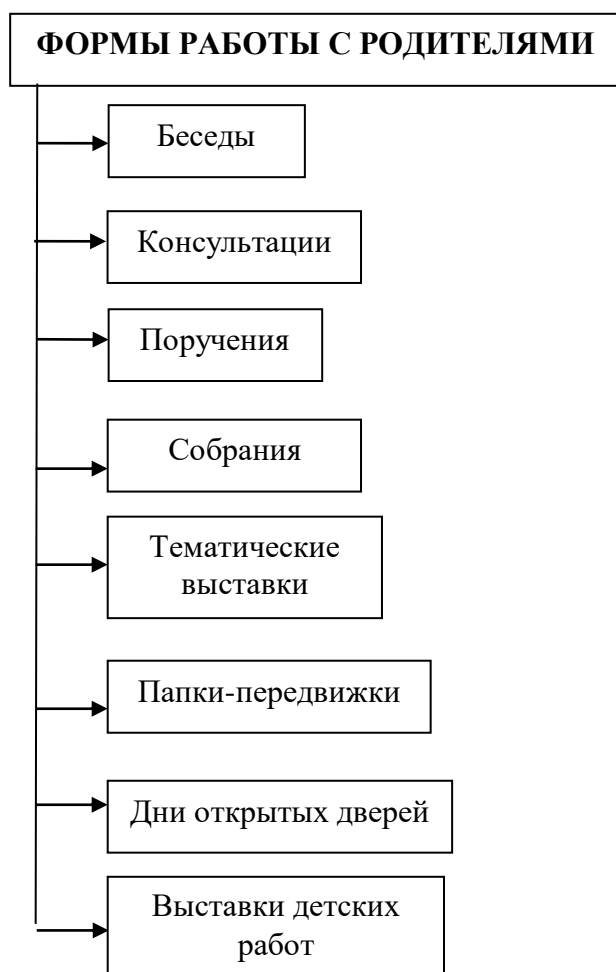 ФОРМЫ РАБОТЫ С РОДИТЕЛЯМИ
Беседы
Консультации
Поручения
Собрания
Тематические
выставки
Папки-передвижки
Дни открытых дверей
Выставки детских
работ